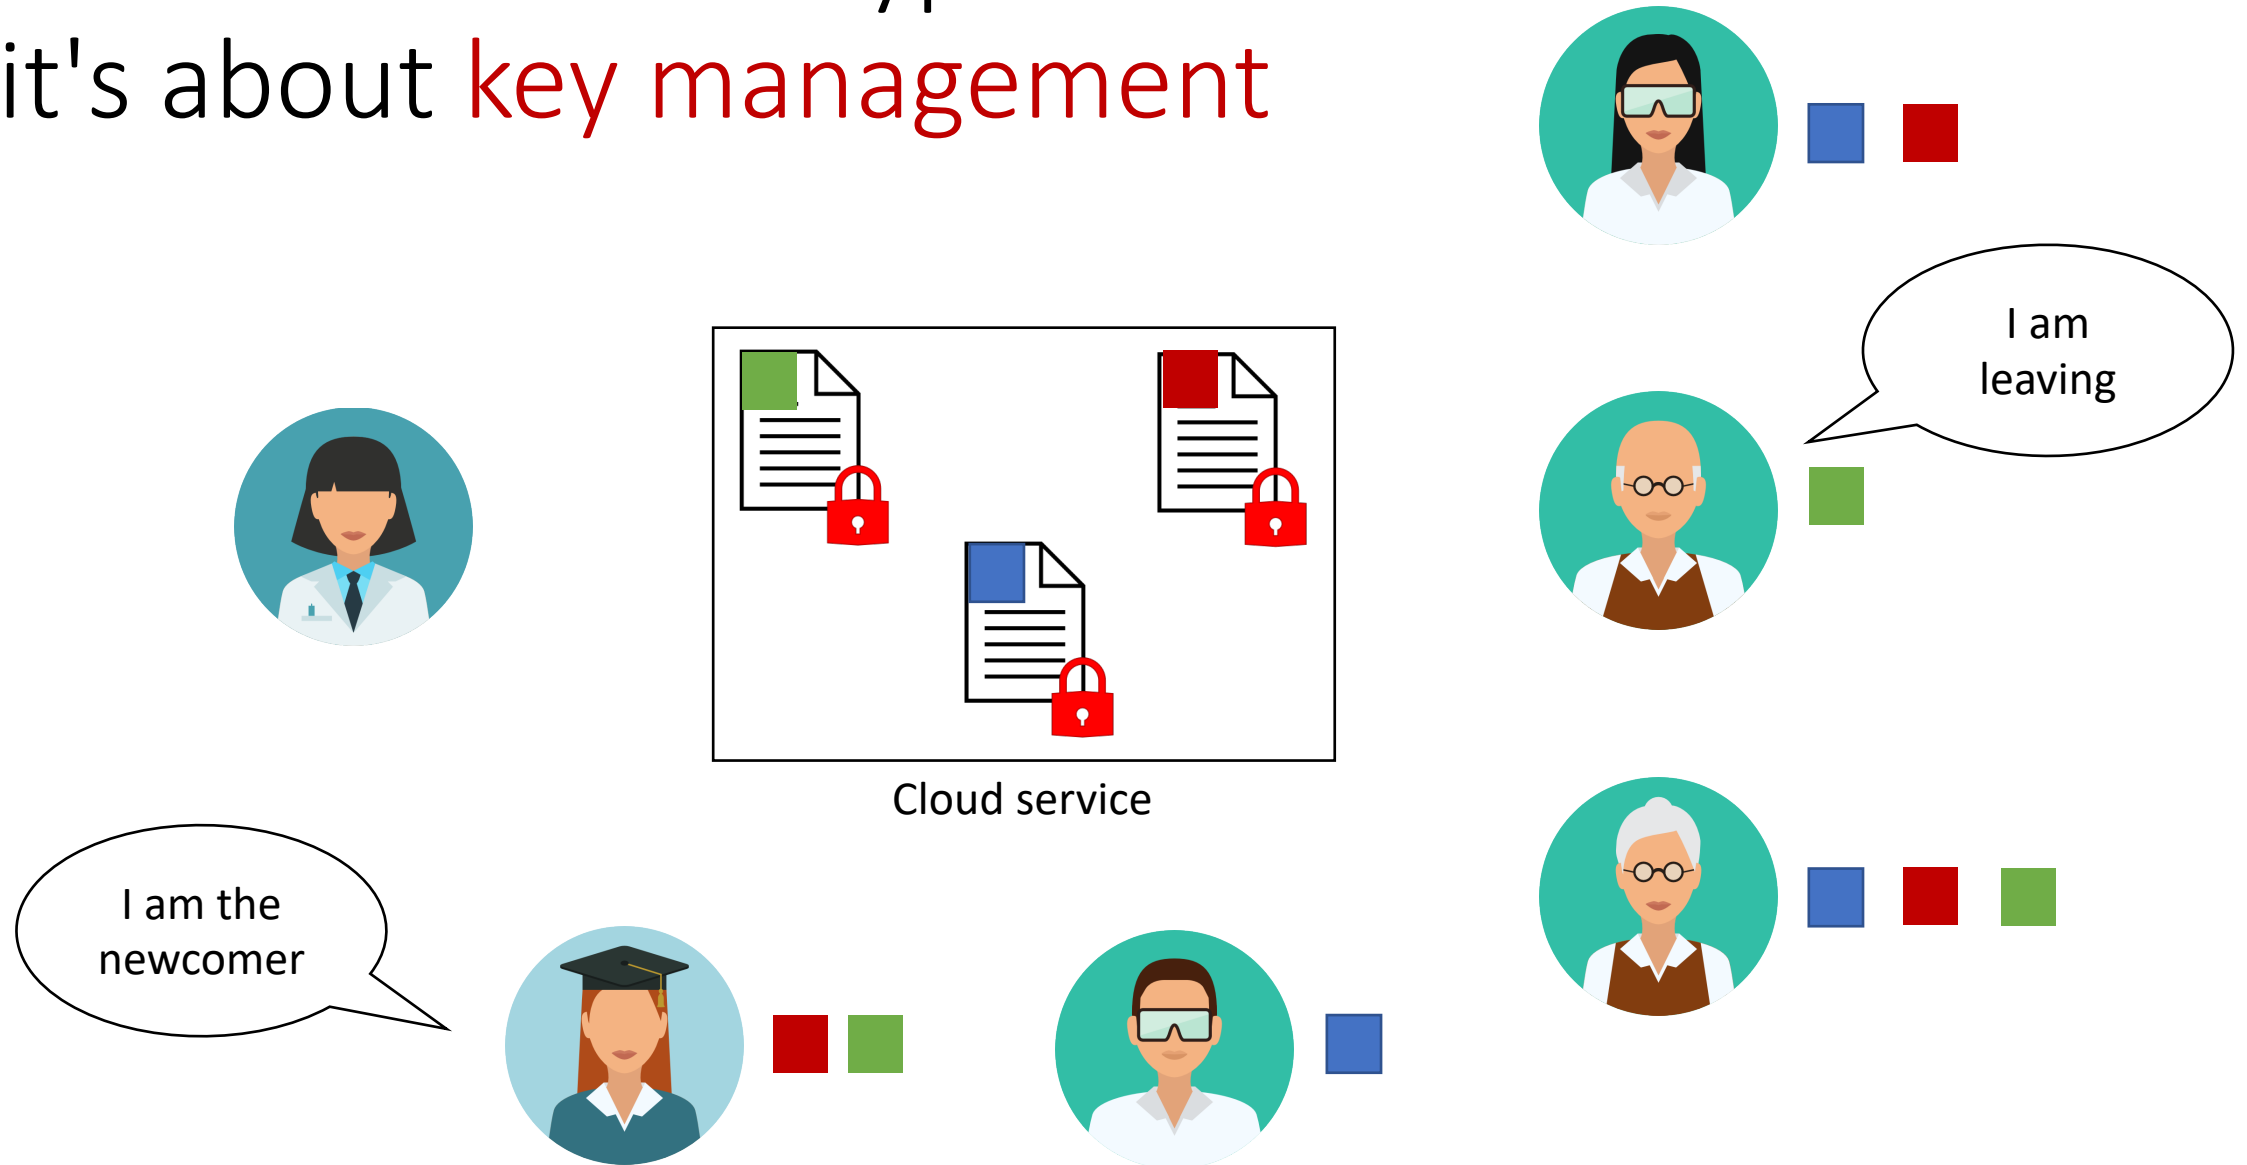 it's about key management
I am
leaving
Cloud service
I am the
newcomer